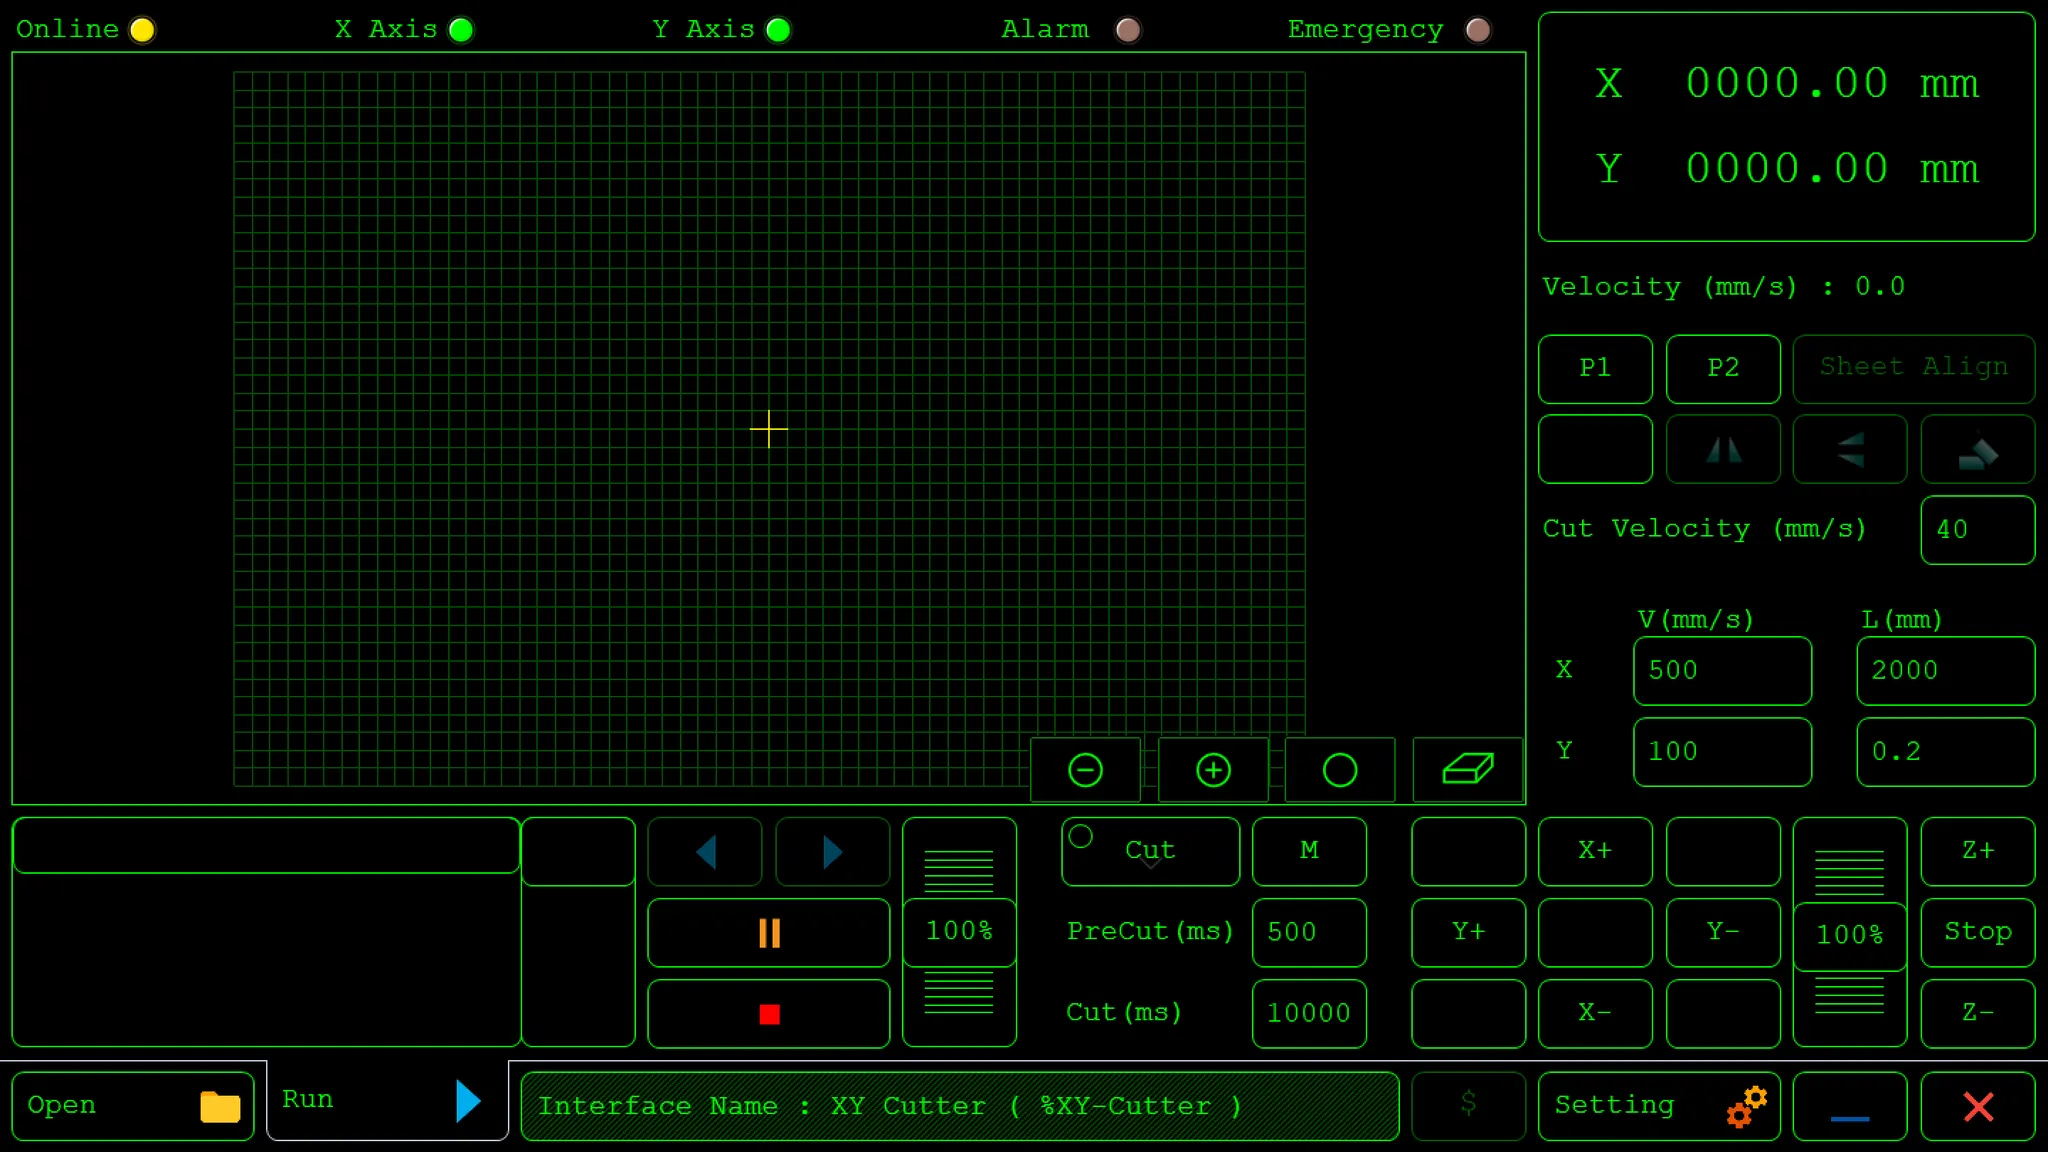 Online X Axis Y Axis Alarm Emergency
X 0000.00 mm
Y 0000.00 mm
Velocity (mm/s) : 0.0
P1 P2 Sheet Align
Cut Velocity (mm/s) 40
V(mm/s) L(mm)
X 500 2000
Y 100 0.2
Cut M X+ Z+
100% PreCut(ms) 500 Y+ Y- 100% Stop
Cut(ms) 10000 X- Z-
Open Run Interface Name : XY Cutter ( %XY-Cutter ) $ Setting